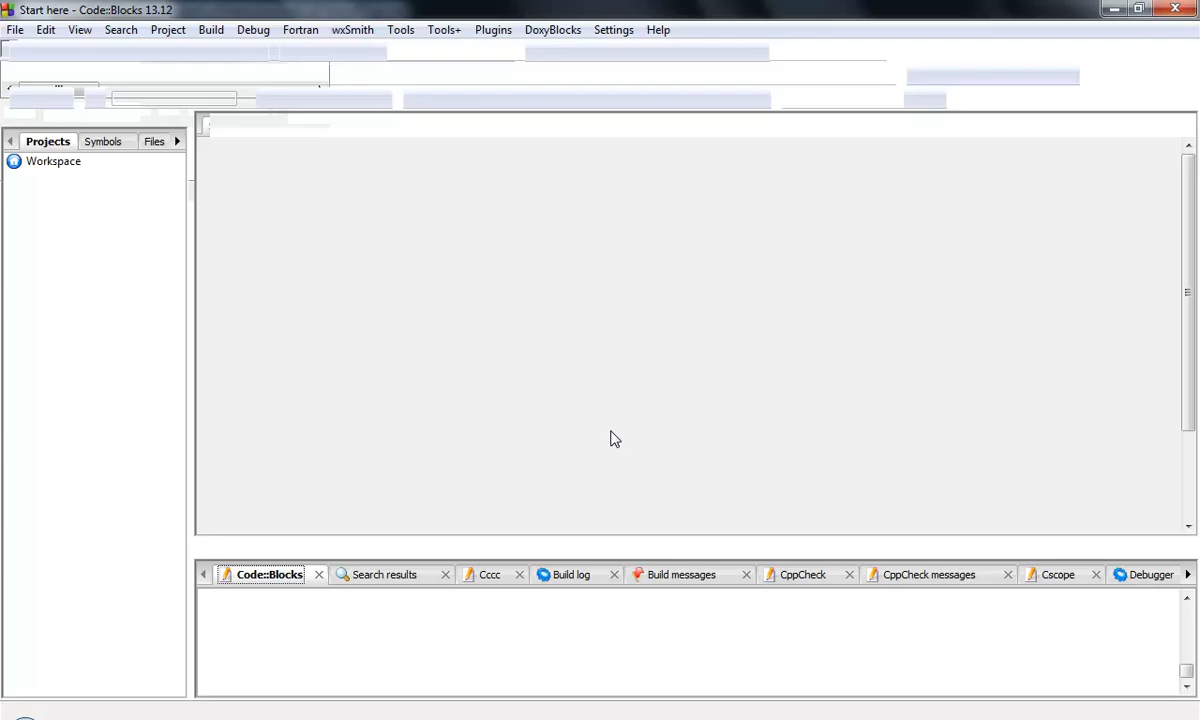 Start here - Code::Blocks 13.12
File Edit View Search Project Build Debug Fortran wxSmith Tools Tools+ Plugins DoxyBlocks Settings Help
Projects Symbols Files
Workspace
Code::Blocks Search results Cccc Build log Build messages CppCheck CppCheck messages Cscope Debugger